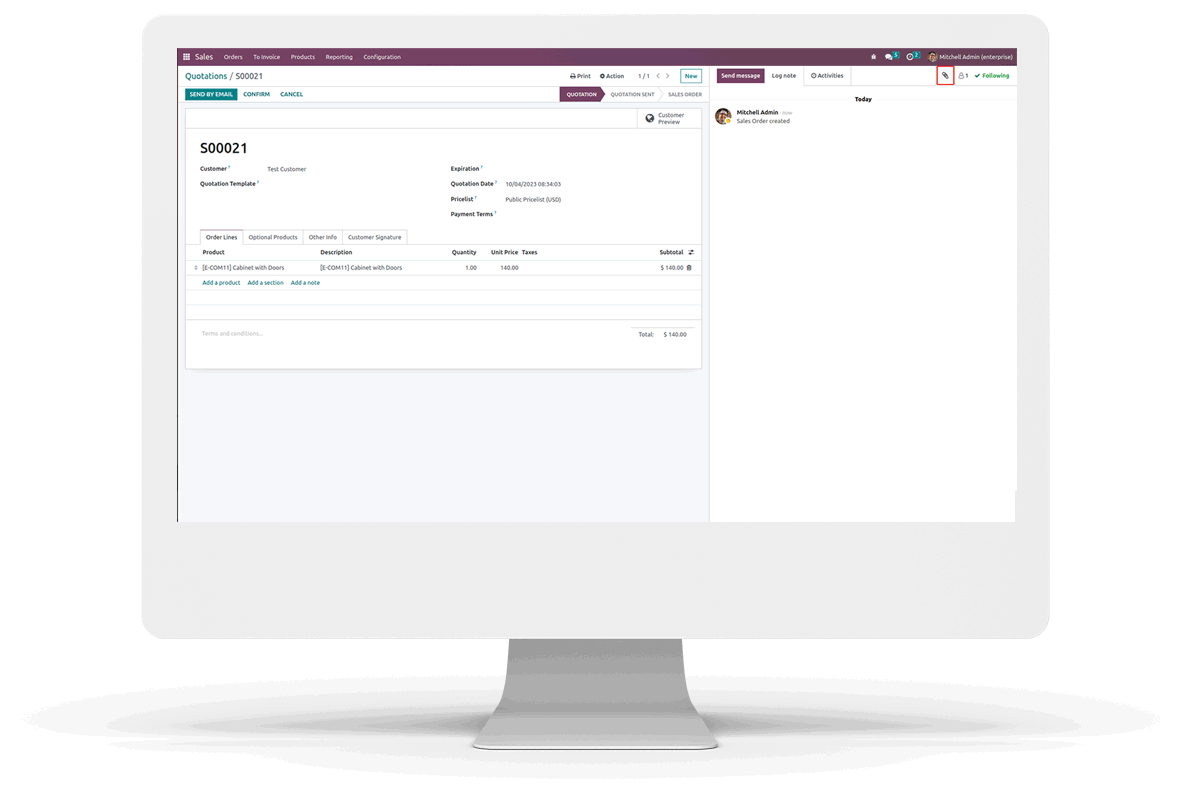 Sales Orders To Invoice Products Reporting Configuration 5 2 Mitchell Admin (enterprise)
Quotations / S00021 Print Action 1 / 1 New Send message Log note Activities 1 Following
SEND BY EMAIL CONFIRM CANCEL QUOTATION QUOTATION SENT SALES ORDER
Today
Customer
Preview
Mitchell Admin - now
Sales Order created
S00021
Customer ? Test Customer Expiration ?
Quotation Template ? Quotation Date ? 10/04/2023 08:34:03
Pricelist ? Public Pricelist (USD)
Payment Terms ?
Order Lines Optional Products Other Info Customer Signature
Product Description Quantity Unit Price Taxes Subtotal
[E-COM11] Cabinet with Doors [E-COM11] Cabinet with Doors 1.00 140.00 $ 140.00
Add a product Add a section Add a note
Terms and conditions... Total: $ 140.00